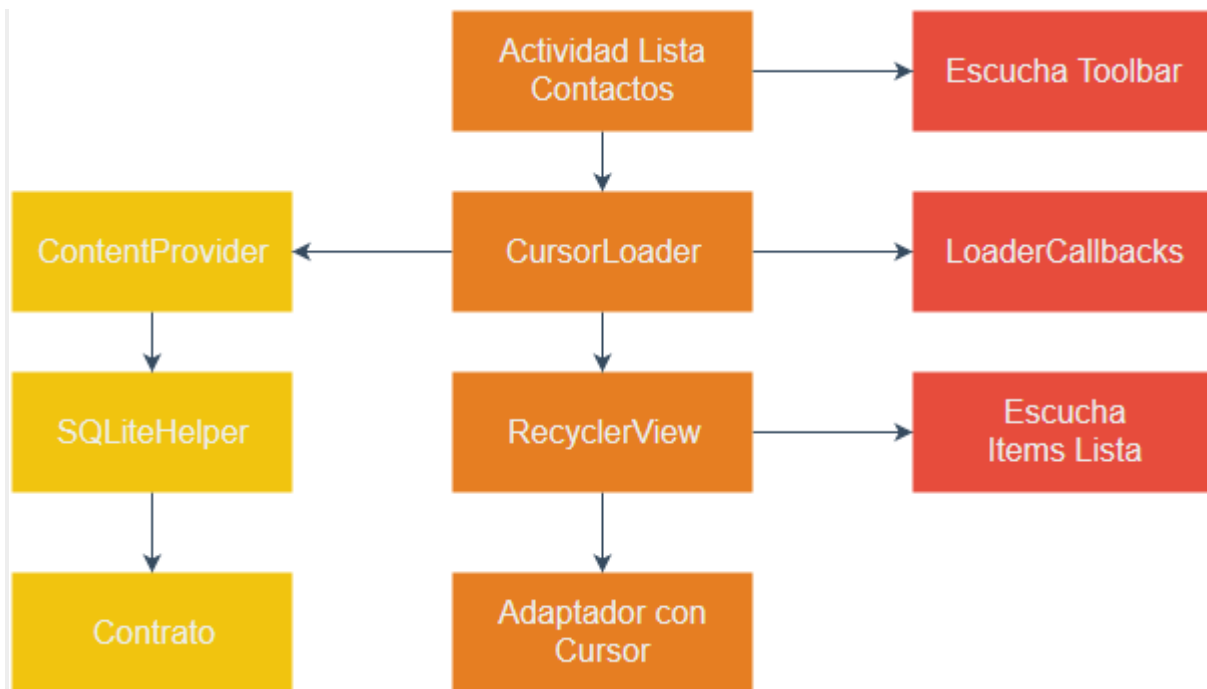 Actividad Lista
Contactos
Escucha Toolbar
ContentProvider
CursorLoader
LoaderCallbacks
SQLiteHelper
RecyclerView
Escucha
Items Lista
Contrato
Adaptador con
Cursor